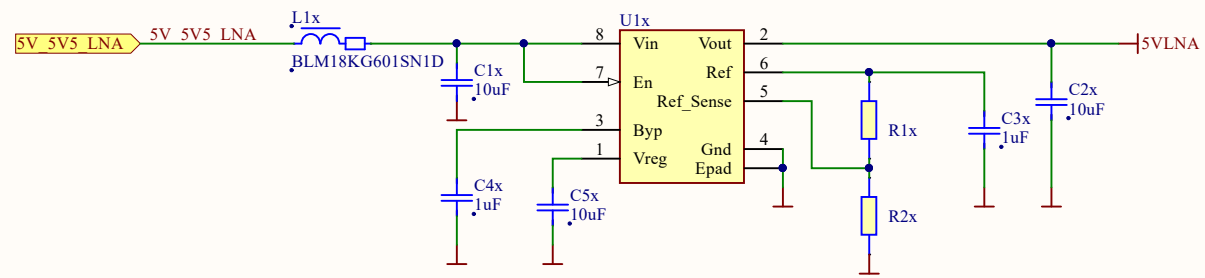 5V_5V5_LNA
5V_5V5_LNA
L1x
BLM18KG601SN1D
C1x
10uF
U1x
8 Vin
7 En
3 Byp
1 Vreg
Vout 2
Ref 6
Ref_Sense 5
Gnd 4
Epad
5VLNA
R1x
R2x
C3x
1uF
C2x
10uF
C4x
1uF
C5x
10uF